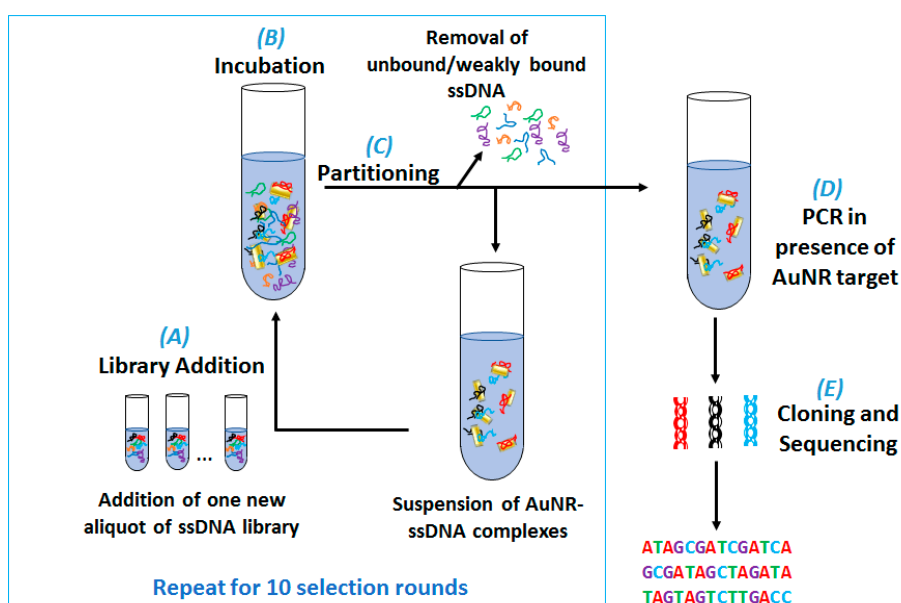 (B)
Incubation
Removal of
unbound/weakly bound
ssDNA
(C)
Partitioning
(D)
PCR in
presence of
AuNR target
(A)
Library Addition
...
Addition of one new
aliquot of ssDNA library
Suspension of AuNR-
ssDNA complexes
(E)
Cloning and
Sequencing
Repeat for 10 selection rounds
ATAGCGATCGATCA
GCGATAGCTAGATA
TAGTAGTCTTGACC